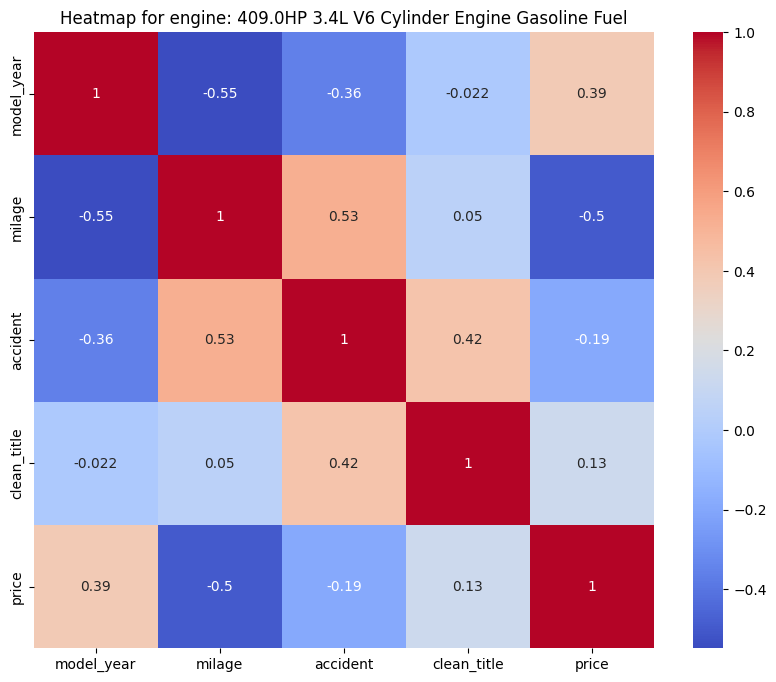 Heatmap for engine: 409.0HP 3.4L V6 Cylinder Engine Gasoline Fuel
model_year 1 -0.55 -0.36 -0.022 0.39
milage -0.55 1 0.53 0.05 -0.5
accident -0.36 0.53 1 0.42 -0.19
clean_title -0.022 0.05 0.42 1 0.13
price 0.39 -0.5 -0.19 0.13 1
model_year milage accident clean_title price
1.0
0.8
0.6
0.4
0.2
0.0
−0.2
−0.4